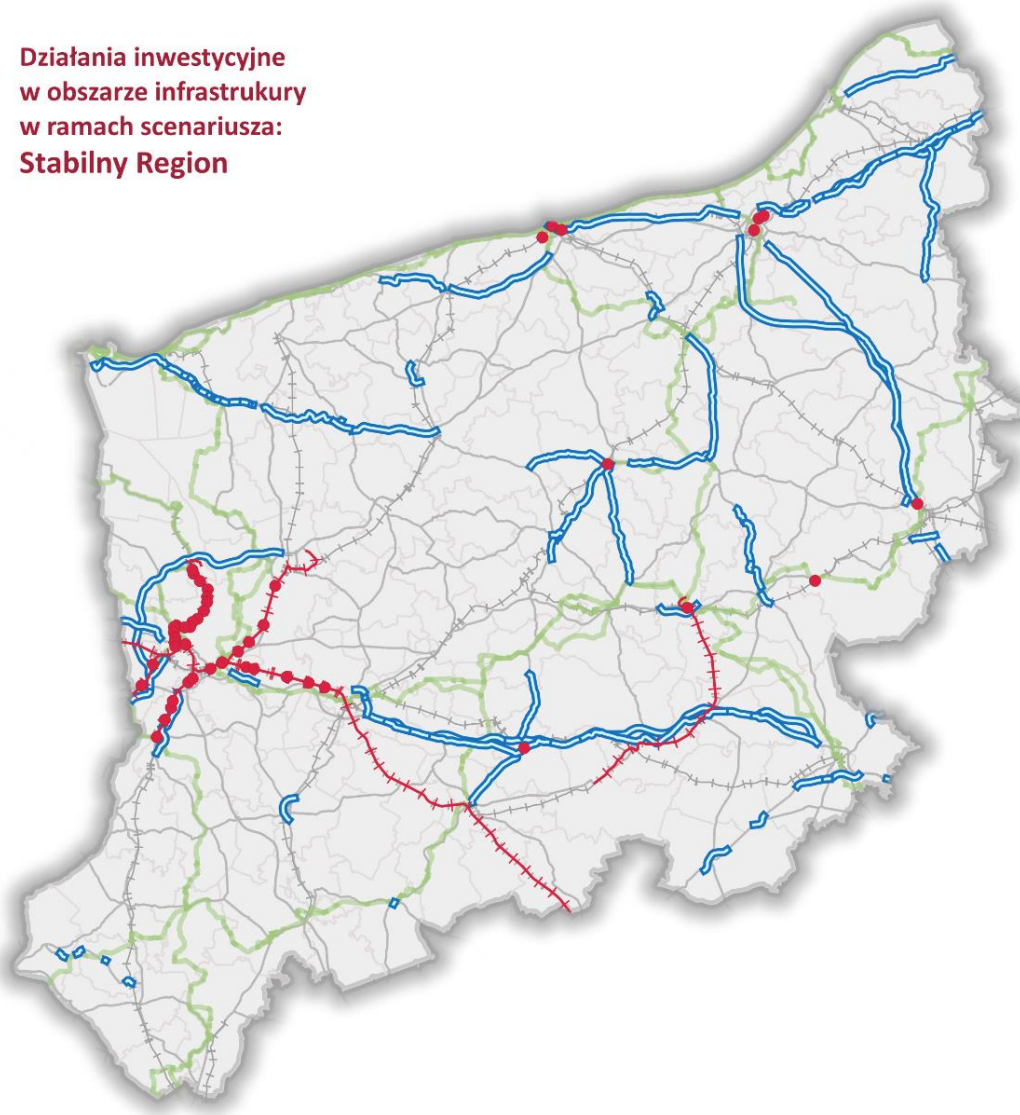 Działania inwestycyjne
w obszarze infrastrukury
w ramach scenariusza:
Stabilny Region